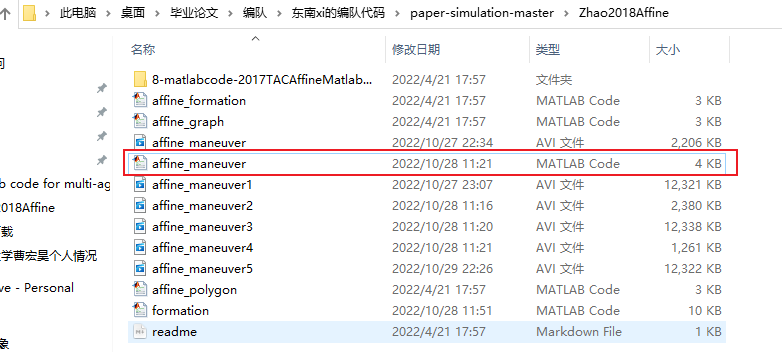 此电脑 › 桌面 › 毕业论文 › 编队 › 东南xi的编队代码 › paper-simulation-master › Zhao2018Affine
名称 修改日期 类型 大小
8-matlabcode-2017TACAffineMatlab... 2022/4/21 17:57 文件夹
affine_formation 2022/4/21 17:57 MATLAB Code 3 KB
affine_graph 2022/4/21 17:57 MATLAB Code 3 KB
affine_maneuver 2022/10/27 22:34 AVI 文件 2,206 KB
affine_maneuver 2022/10/28 11:21 MATLAB Code 4 KB
b code for multi-ag affine_maneuver1 2022/10/27 23:07 AVI 文件 12,321 KB
2018Affine affine_maneuver2 2022/10/28 11:16 AVI 文件 2,380 KB
载 affine_maneuver3 2022/10/28 11:20 AVI 文件 12,338 KB
学曹宏昊个人情况 affine_maneuver4 2022/10/28 11:21 AVI 文件 1,261 KB
affine_maneuver5 2022/10/29 22:26 AVI 文件 12,322 KB
ve - Personal affine_polygon 2022/4/21 17:57 MATLAB Code 3 KB
formation 2022/10/28 11:51 MATLAB Code 10 KB
象 readme 2022/4/21 17:57 Markdown File 1 KB